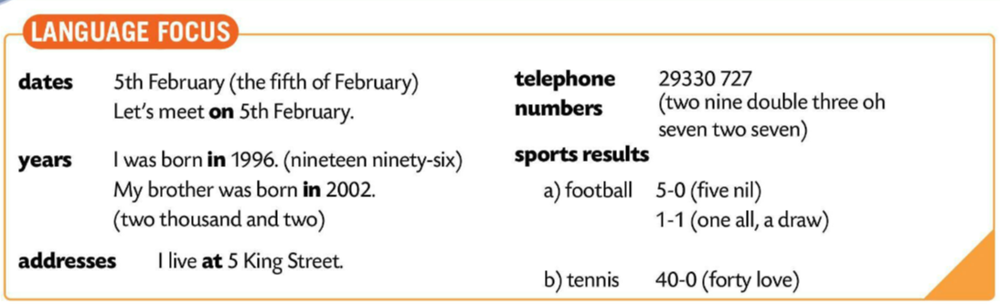 LANGUAGE FOCUS
dates 5th February (the fifth of February)
Let's meet on 5th February.
years I was born in 1996. (nineteen ninety-six)
My brother was born in 2002.
(two thousand and two)
addresses I live at 5 King Street.
telephone 29330 727
numbers (two nine double three oh
seven two seven)
sports results
a) football 5-0 (five nil)
1-1 (one all, a draw)
b) tennis 40-0 (forty love)